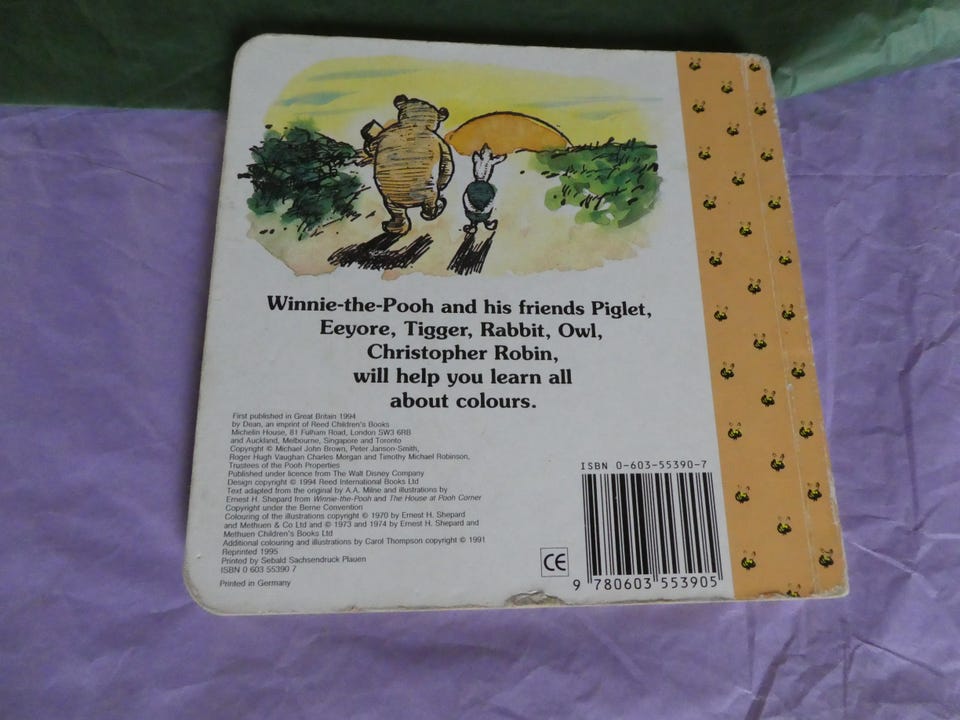 Winnie-the-Pooh and his friends Piglet,
Eeyore, Tigger, Rabbit, Owl,
Christopher Robin,
will help you learn all
about colours.
First published in Great Britain 1994
by Dean, an imprint of Reed Children's Books
Michelin House, 81 Fulham Road, London SW3 6RB
and Auckland, Melbourne, Singapore and Toronto
Copyright © Michael John Brown, Peter Janson-Smith,
Roger Hugh Vaughan Charles Morgan and Timothy Michael Robinson,
Trustees of the Pooh Properties
Published under licence from The Walt Disney Company
Design copyright © 1994 Reed International Books Ltd
Text adapted from the original by A.A. Milne and illustrations by
Ernest H. Shepard from Winnie-the-Pooh and The House at Pooh Corner
Copyright under the Berne Convention
Colouring of the illustrations copyright © 1970 by Ernest H. Shepard
and Methuen & Co Ltd and © 1973 and 1974 by Ernest H. Shepard and
Methuen Children's Books Ltd
Additional colouring and illustrations by Carol Thompson copyright © 1991
Reprinted 1995
Printed by Sebald Sachsendruck Plauen
ISBN 0 603 55390 7
Printed in Germany
CE
ISBN 0-603-55390-7
9 780603 553905